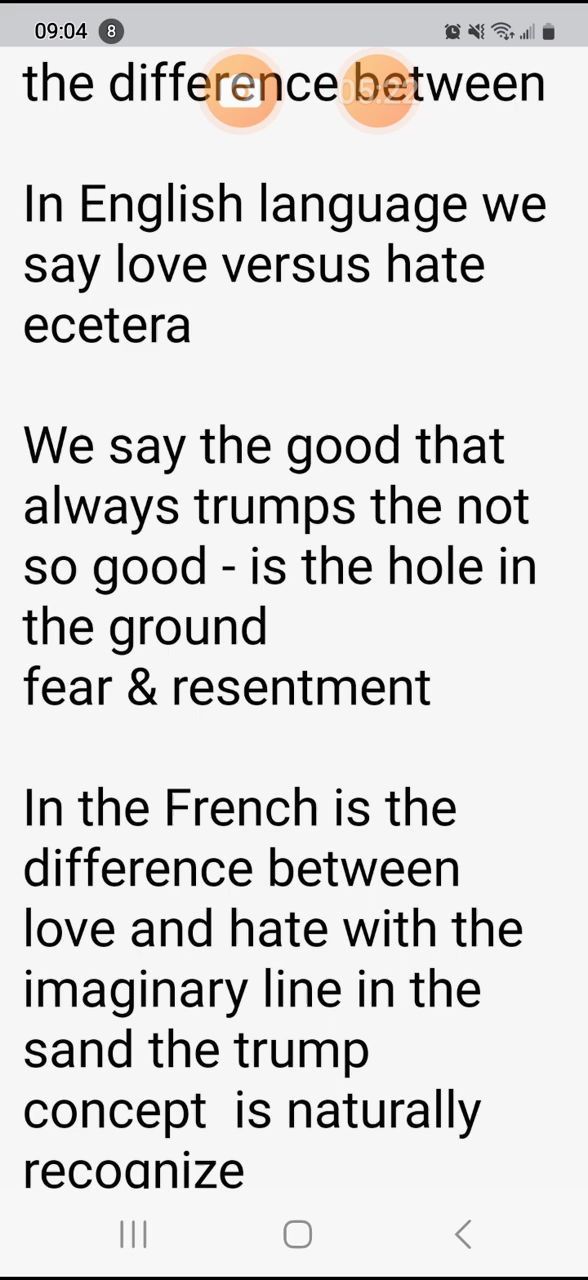 09:04 8
the difference between
05:22
In English language we
say love versus hate
ecetera
We say the good that
always trumps the not
so good - is the hole in
the ground
fear & resentment
In the French is the
difference between
love and hate with the
imaginary line in the
sand the trump
concept is naturally
recognize